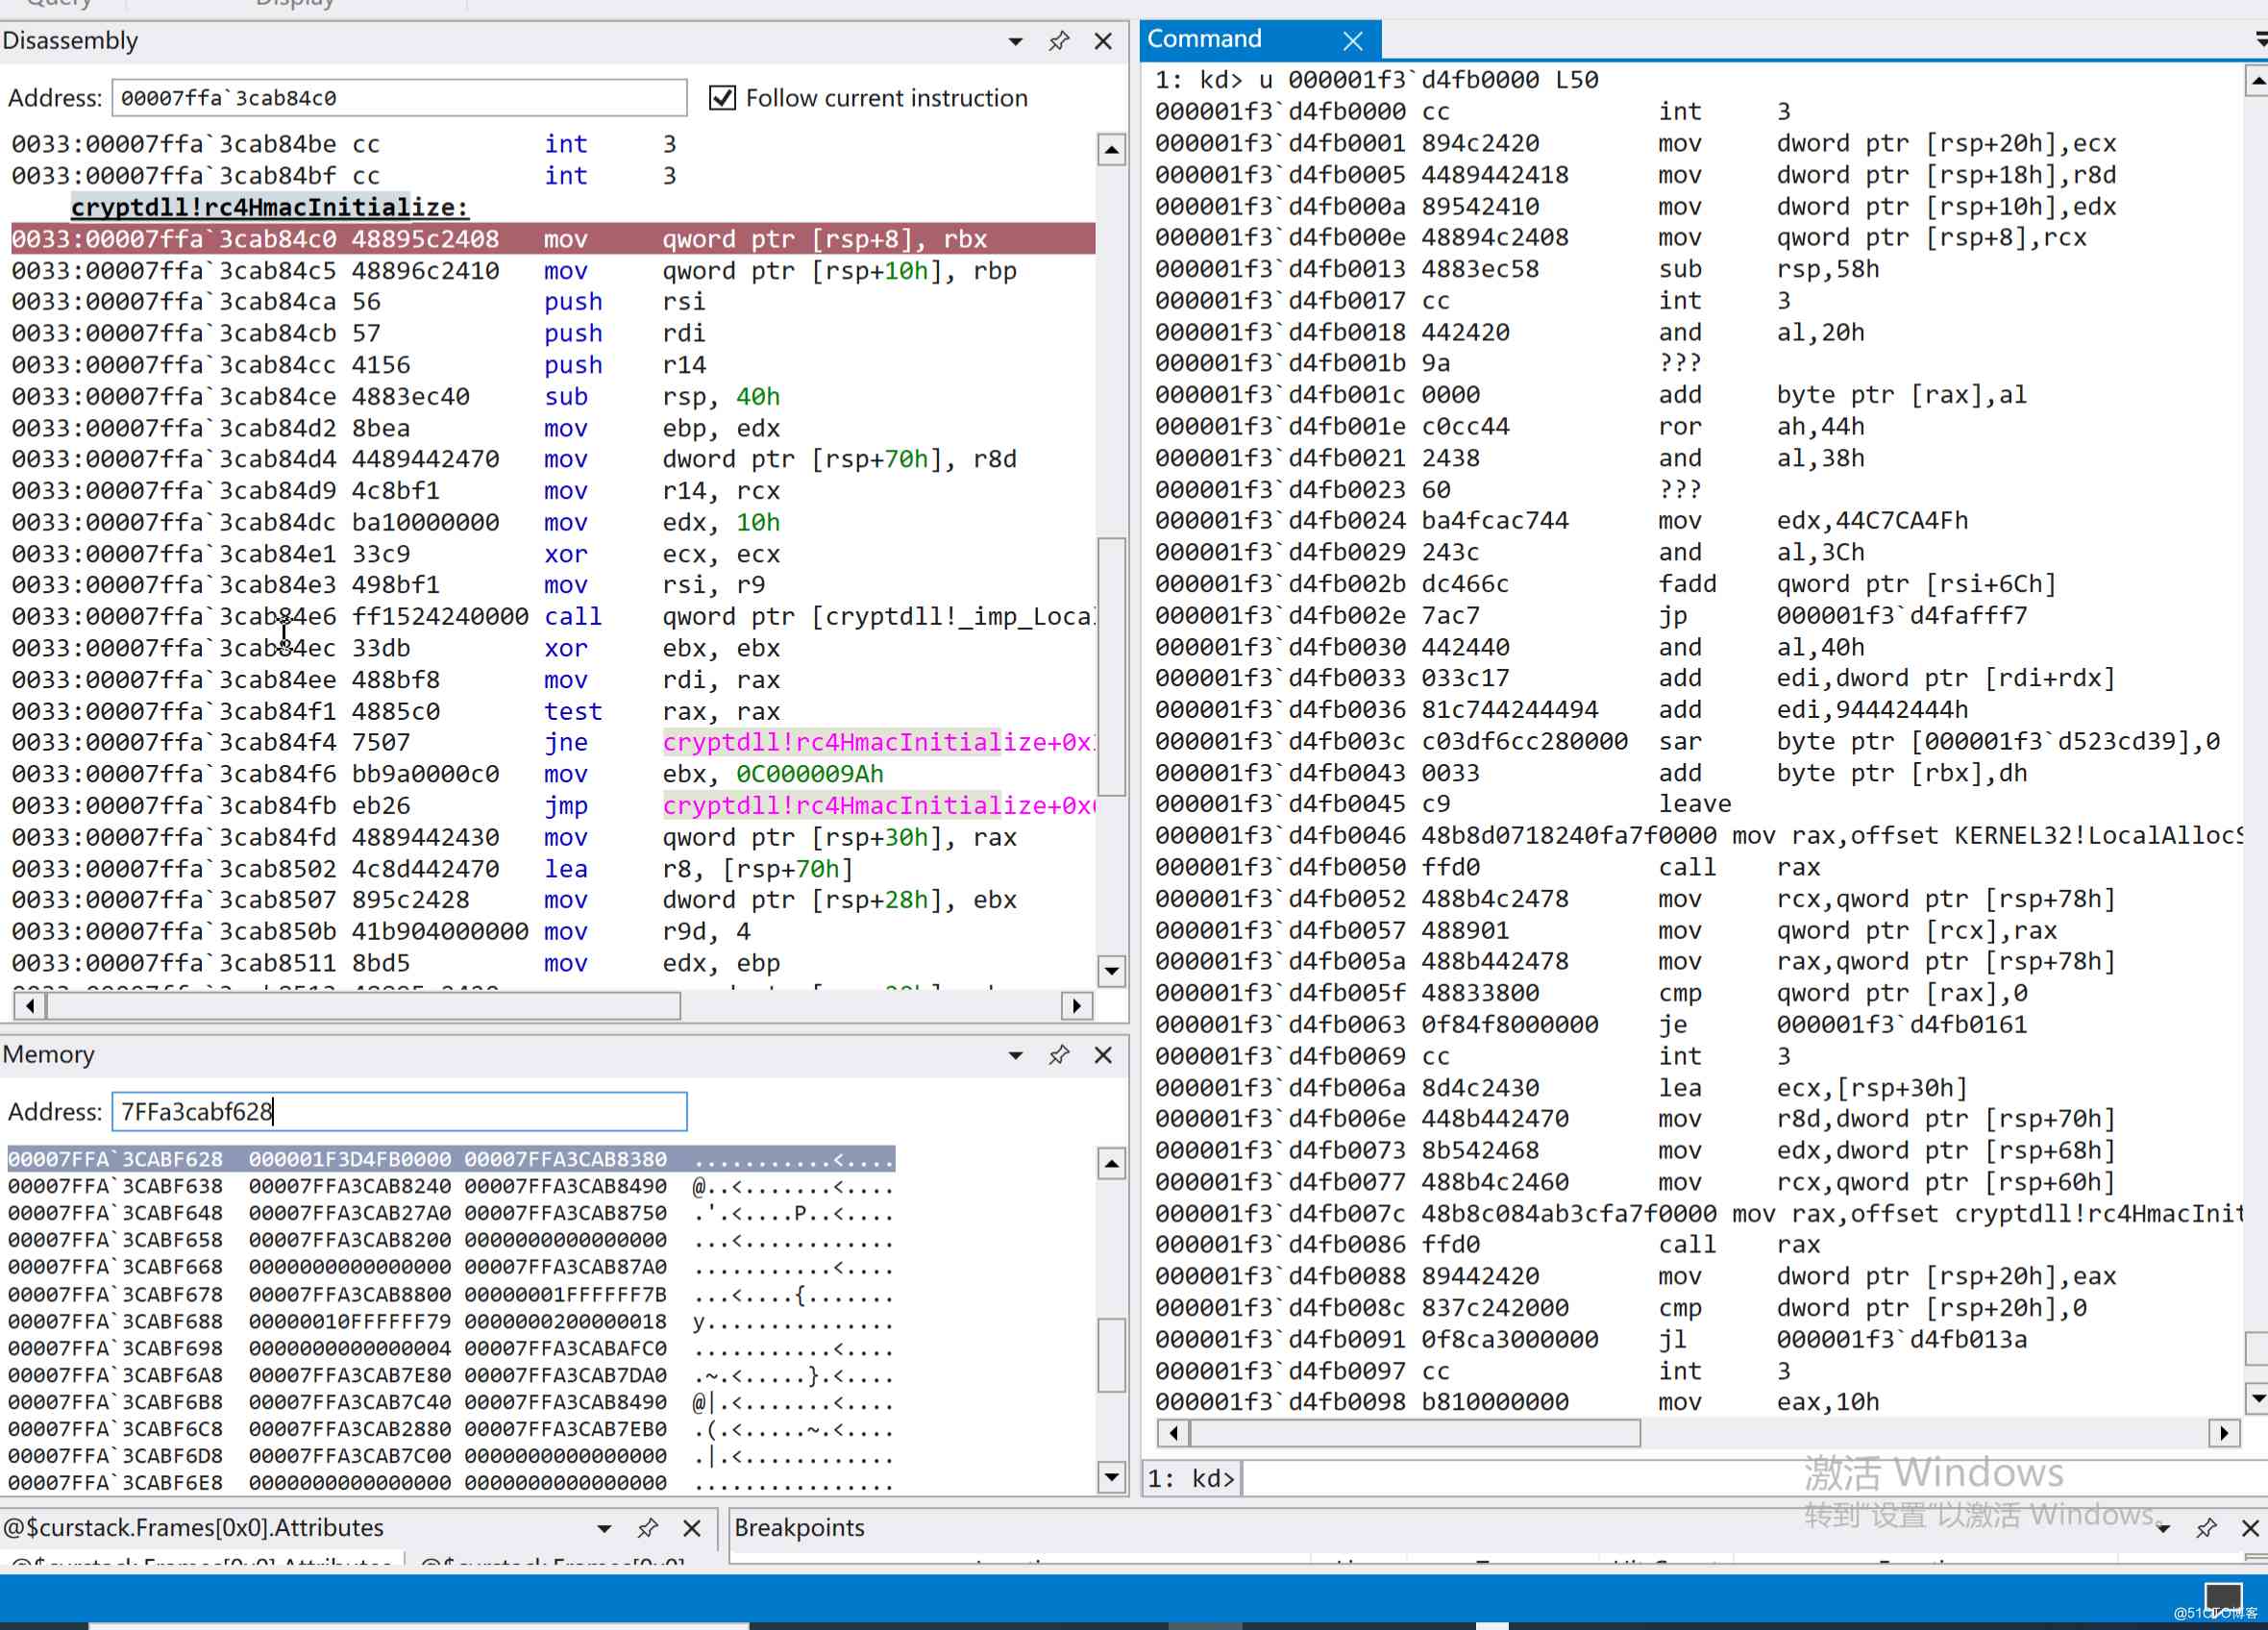 Query Display
Disassembly
Address: 00007ffa`3cab84c0 Follow current instruction
0033:00007ffa`3cab84be cc int 3
0033:00007ffa`3cab84bf cc int 3
cryptdll!rc4HmacInitialize:
0033:00007ffa`3cab84c0 48895c2408 mov qword ptr [rsp+8], rbx
0033:00007ffa`3cab84c5 48896c2410 mov qword ptr [rsp+10h], rbp
0033:00007ffa`3cab84ca 56 push rsi
0033:00007ffa`3cab84cb 57 push rdi
0033:00007ffa`3cab84cc 4156 push r14
0033:00007ffa`3cab84ce 4883ec40 sub rsp, 40h
0033:00007ffa`3cab84d2 8bea mov ebp, edx
0033:00007ffa`3cab84d4 4489442470 mov dword ptr [rsp+70h], r8d
0033:00007ffa`3cab84d9 4c8bf1 mov r14, rcx
0033:00007ffa`3cab84dc ba10000000 mov edx, 10h
0033:00007ffa`3cab84e1 33c9 xor ecx, ecx
0033:00007ffa`3cab84e3 498bf1 mov rsi, r9
0033:00007ffa`3cab84e6 ff1524240000 call qword ptr [cryptdll!_imp_Loca
0033:00007ffa`3cab84ec 33db xor ebx, ebx
0033:00007ffa`3cab84ee 488bf8 mov rdi, rax
0033:00007ffa`3cab84f1 4885c0 test rax, rax
0033:00007ffa`3cab84f4 7507 jne cryptdll!rc4HmacInitialize+0x
0033:00007ffa`3cab84f6 bb9a0000c0 mov ebx, 0C000009Ah
0033:00007ffa`3cab84fb eb26 jmp cryptdll!rc4HmacInitialize+0x
0033:00007ffa`3cab84fd 4889442430 mov qword ptr [rsp+30h], rax
0033:00007ffa`3cab8502 4c8d442470 lea r8, [rsp+70h]
0033:00007ffa`3cab8507 895c2428 mov dword ptr [rsp+28h], ebx
0033:00007ffa`3cab850b 41b904000000 mov r9d, 4
0033:00007ffa`3cab8511 8bd5 mov edx, ebp
Memory
Address: 7FFa3cabf628
00007FFA`3CABF628 000001F3D4FB0000 00007FFA3CAB8380 ...........<....
00007FFA`3CABF638 00007FFA3CAB8240 00007FFA3CAB8490 @..<.......<....
00007FFA`3CABF648 00007FFA3CAB27A0 00007FFA3CAB8750 .'.<....P..<....
00007FFA`3CABF658 00007FFA3CAB8200 0000000000000000 ...<............
00007FFA`3CABF668 0000000000000000 00007FFA3CAB87A0 ...........<....
00007FFA`3CABF678 00007FFA3CAB8800 00000001FFFFFF7B ...<....{.......
00007FFA`3CABF688 00000010FFFFFF79 0000000200000018 y...............
00007FFA`3CABF698 0000000000000004 00007FFA3CABAFC0 ...........<....
00007FFA`3CABF6A8 00007FFA3CAB7E80 00007FFA3CAB7DA0 .~.<.....}.<....
00007FFA`3CABF6B8 00007FFA3CAB7C40 00007FFA3CAB8490 @|.<.......<....
00007FFA`3CABF6C8 00007FFA3CAB2880 00007FFA3CAB7EB0 .(.<.....~.<....
00007FFA`3CABF6D8 00007FFA3CAB7C00 0000000000000000 .|.<............
00007FFA`3CABF6E8 0000000000000000 0000000000000000 ................
@$curstack.Frames[0x0].Attributes
Command
1: kd> u 000001f3`d4fb0000 L50
000001f3`d4fb0000 cc int 3
000001f3`d4fb0001 894c2420 mov dword ptr [rsp+20h],ecx
000001f3`d4fb0005 4489442418 mov dword ptr [rsp+18h],r8d
000001f3`d4fb000a 89542410 mov dword ptr [rsp+10h],edx
000001f3`d4fb000e 48894c2408 mov qword ptr [rsp+8],rcx
000001f3`d4fb0013 4883ec58 sub rsp,58h
000001f3`d4fb0017 cc int 3
000001f3`d4fb0018 442420 and al,20h
000001f3`d4fb001b 9a ???
000001f3`d4fb001c 0000 add byte ptr [rax],al
000001f3`d4fb001e c0cc44 ror ah,44h
000001f3`d4fb0021 2438 and al,38h
000001f3`d4fb0023 60 ???
000001f3`d4fb0024 ba4fcac744 mov edx,44C7CA4Fh
000001f3`d4fb0029 243c and al,3Ch
000001f3`d4fb002b dc466c fadd qword ptr [rsi+6Ch]
000001f3`d4fb002e 7ac7 jp 000001f3`d4fafff7
000001f3`d4fb0030 442440 and al,40h
000001f3`d4fb0033 033c17 add edi,dword ptr [rdi+rdx]
000001f3`d4fb0036 81c744244494 add edi,94442444h
000001f3`d4fb003c c03df6cc280000 sar byte ptr [000001f3`d523cd39],0
000001f3`d4fb0043 0033 add byte ptr [rbx],dh
000001f3`d4fb0045 c9 leave
000001f3`d4fb0046 48b8d0718240fa7f0000 mov rax,offset KERNEL32!LocalAllocS
000001f3`d4fb0050 ffd0 call rax
000001f3`d4fb0052 488b4c2478 mov rcx,qword ptr [rsp+78h]
000001f3`d4fb0057 488901 mov qword ptr [rcx],rax
000001f3`d4fb005a 488b442478 mov rax,qword ptr [rsp+78h]
000001f3`d4fb005f 48833800 cmp qword ptr [rax],0
000001f3`d4fb0063 0f84f8000000 je 000001f3`d4fb0161
000001f3`d4fb0069 cc int 3
000001f3`d4fb006a 8d4c2430 lea ecx,[rsp+30h]
000001f3`d4fb006e 448b442470 mov r8d,dword ptr [rsp+70h]
000001f3`d4fb0073 8b542468 mov edx,dword ptr [rsp+68h]
000001f3`d4fb0077 488b4c2460 mov rcx,qword ptr [rsp+60h]
000001f3`d4fb007c 48b8c084ab3cfa7f0000 mov rax,offset cryptdll!rc4HmacInit
000001f3`d4fb0086 ffd0 call rax
000001f3`d4fb0088 89442420 mov dword ptr [rsp+20h],eax
000001f3`d4fb008c 837c242000 cmp dword ptr [rsp+20h],0
000001f3`d4fb0091 0f8ca3000000 jl 000001f3`d4fb013a
000001f3`d4fb0097 cc int 3
000001f3`d4fb0098 b810000000 mov eax,10h
1: kd>
激活 Windows
转到"设置"以激活 Windows。
Breakpoints
@51CTO博客